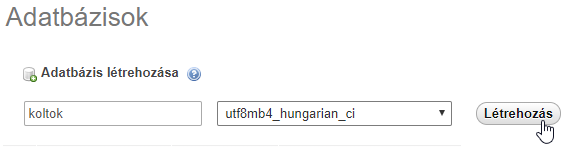 Adatbázisok
Adatbázis létrehozása
koltok utf8mb4_hungarian_ci Létrehozás